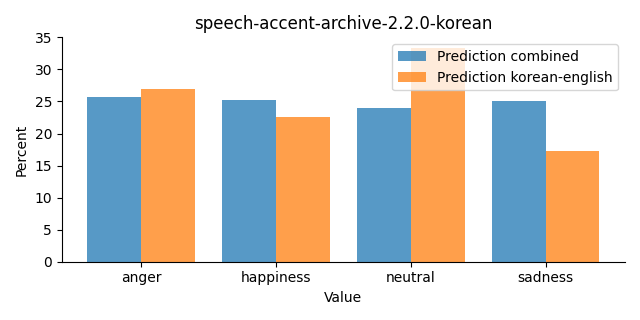 speech-accent-archive-2.2.0-korean
Prediction combined
Prediction korean-english
Percent
35
30
25
20
15
10
5
0
anger happiness neutral sadness
Value